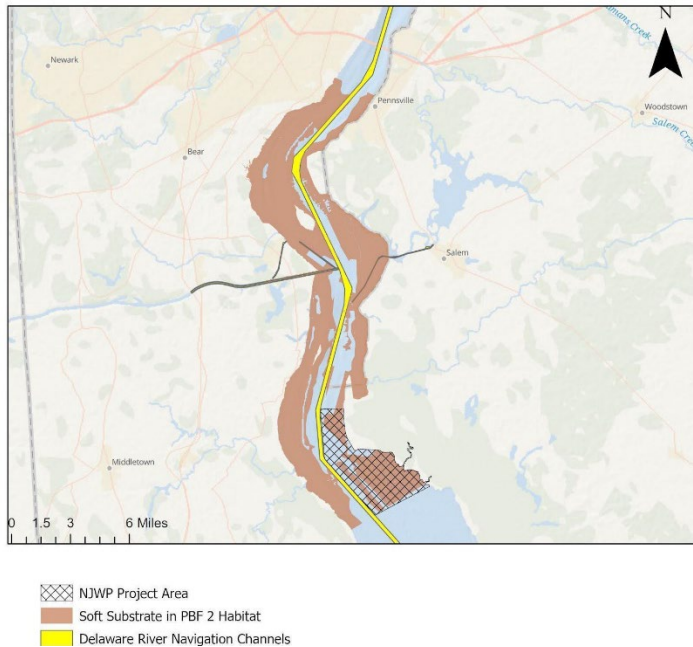 N
Newark
Pennsville
Woodstown
Salem Creek
Bear
Salem
Middletown
0 1.5 3 6 Miles
NJWP Project Area
Soft Substrate in PBF 2 Habitat
Delaware River Navigation Channels